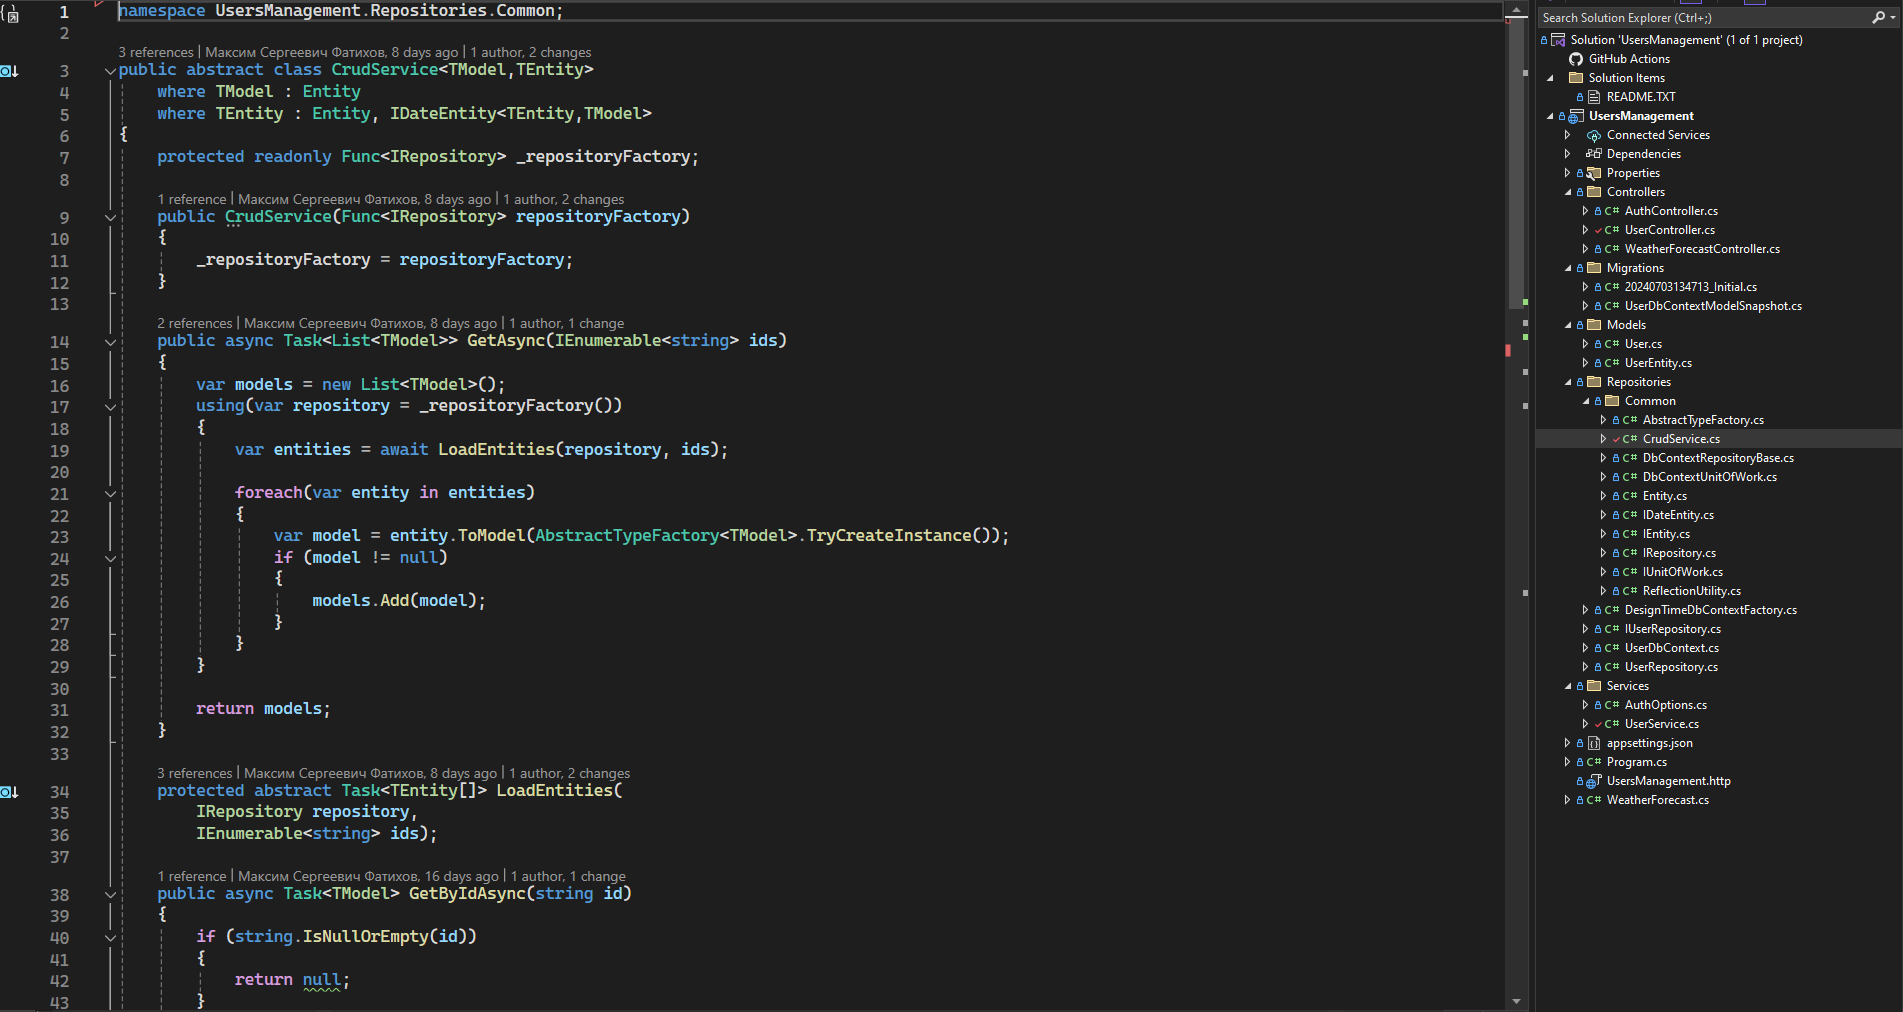 1 namespace UsersManagement.Repositories.Common;
2
3 references | Максим Сергеевич Фатихов, 8 days ago | 1 author, 2 changes
3 public abstract class CrudService<TModel,TEntity>
4 where TModel : Entity
5 where TEntity : Entity, IDateEntity<TEntity,TModel>
6 {
7 protected readonly Func<IRepository> _repositoryFactory;
8
1 reference | Максим Сергеевич Фатихов, 8 days ago | 1 author, 2 changes
9 public CrudService(Func<IRepository> repositoryFactory)
10 {
11 _repositoryFactory = repositoryFactory;
12 }
13
2 references | Максим Сергеевич Фатихов, 8 days ago | 1 author, 1 change
14 public async Task<List<TModel>> GetAsync(IEnumerable<string> ids)
15 {
16 var models = new List<TModel>();
17 using(var repository = _repositoryFactory())
18 {
19 var entities = await LoadEntities(repository, ids);
20
21 foreach(var entity in entities)
22 {
23 var model = entity.ToModel(AbstractTypeFactory<TModel>.TryCreateInstance());
24 if (model != null)
25 {
26 models.Add(model);
27 }
28 }
29 }
30
31 return models;
32 }
33
3 references | Максим Сергеевич Фатихов, 8 days ago | 1 author, 2 changes
34 protected abstract Task<TEntity[]> LoadEntities(
35 IRepository repository,
36 IEnumerable<string> ids);
37
1 reference | Максим Сергеевич Фатихов, 16 days ago | 1 author, 1 change
38 public async Task<TModel> GetByIdAsync(string id)
39 {
40 if (string.IsNullOrEmpty(id))
41 {
42 return null;
43 }
Search Solution Explorer (Ctrl+;)
Solution 'UsersManagement' (1 of 1 project)
GitHub Actions
Solution Items
README.TXT
UsersManagement
Connected Services
Dependencies
Properties
Controllers
C# AuthController.cs
C# UserController.cs
C# WeatherForecastController.cs
Migrations
C# 20240703134713_Initial.cs
C# UserDbContextModelSnapshot.cs
Models
C# User.cs
C# UserEntity.cs
Repositories
Common
C# AbstractTypeFactory.cs
C# CrudService.cs
C# DbContextRepositoryBase.cs
C# DbContextUnitOfWork.cs
C# Entity.cs
C# IDateEntity.cs
C# IEntity.cs
C# IRepository.cs
C# IUnitOfWork.cs
C# ReflectionUtility.cs
C# DesignTimeDbContextFactory.cs
C# IUserRepository.cs
C# UserDbContext.cs
C# UserRepository.cs
Services
C# AuthOptions.cs
C# UserService.cs
appsettings.json
C# Program.cs
UsersManagement.http
C# WeatherForecast.cs